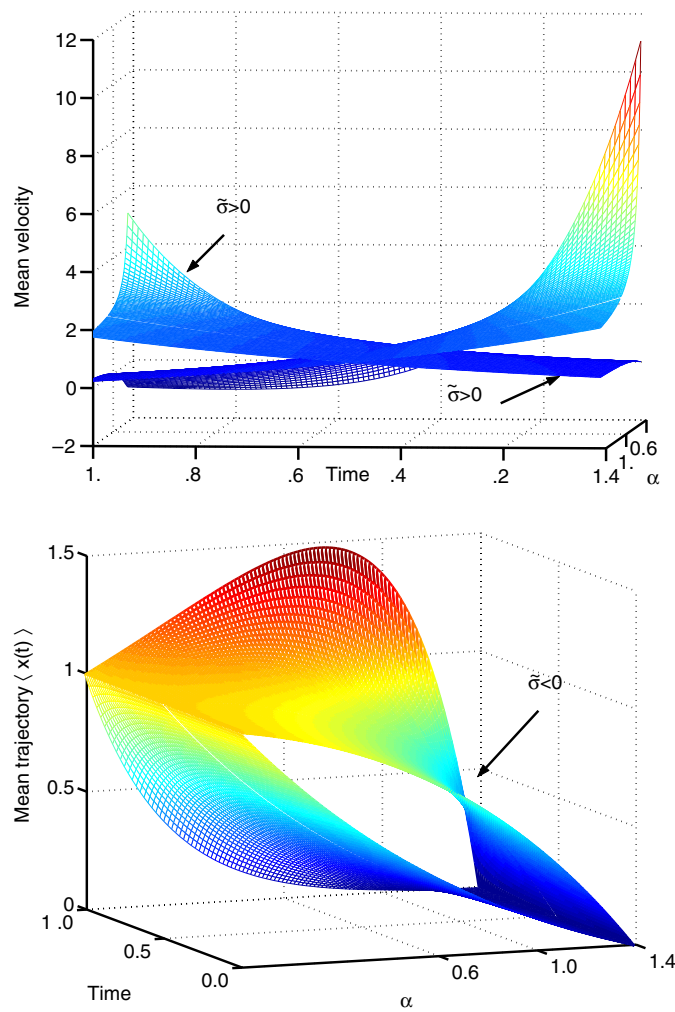 12
10
8
6
4
2
0
−2
Mean velocity
σ̃>0
σ̃>0
1. .8 .6 Time .4 .2 1.4 1. 0.6 α
1.5
1
0.5
0
Mean trajectory ⟨ x(t) ⟩
σ̃<0
1.0 0.5 0.0
Time
0.6 1.0 1.4
α